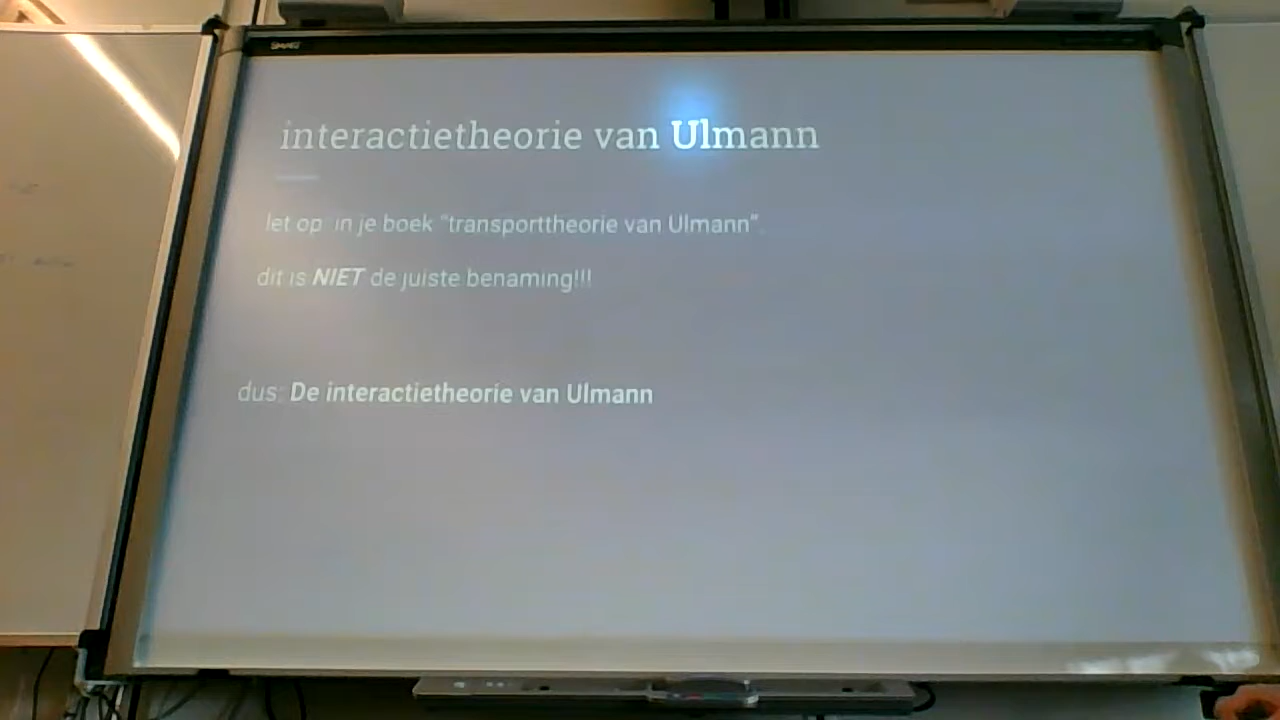 SMART
interactietheorie van Ulmann
let op: in je boek “transporttheorie van Ulmann”.
dit is NIET de juiste benaming!!!
dus: De interactietheorie van Ulmann